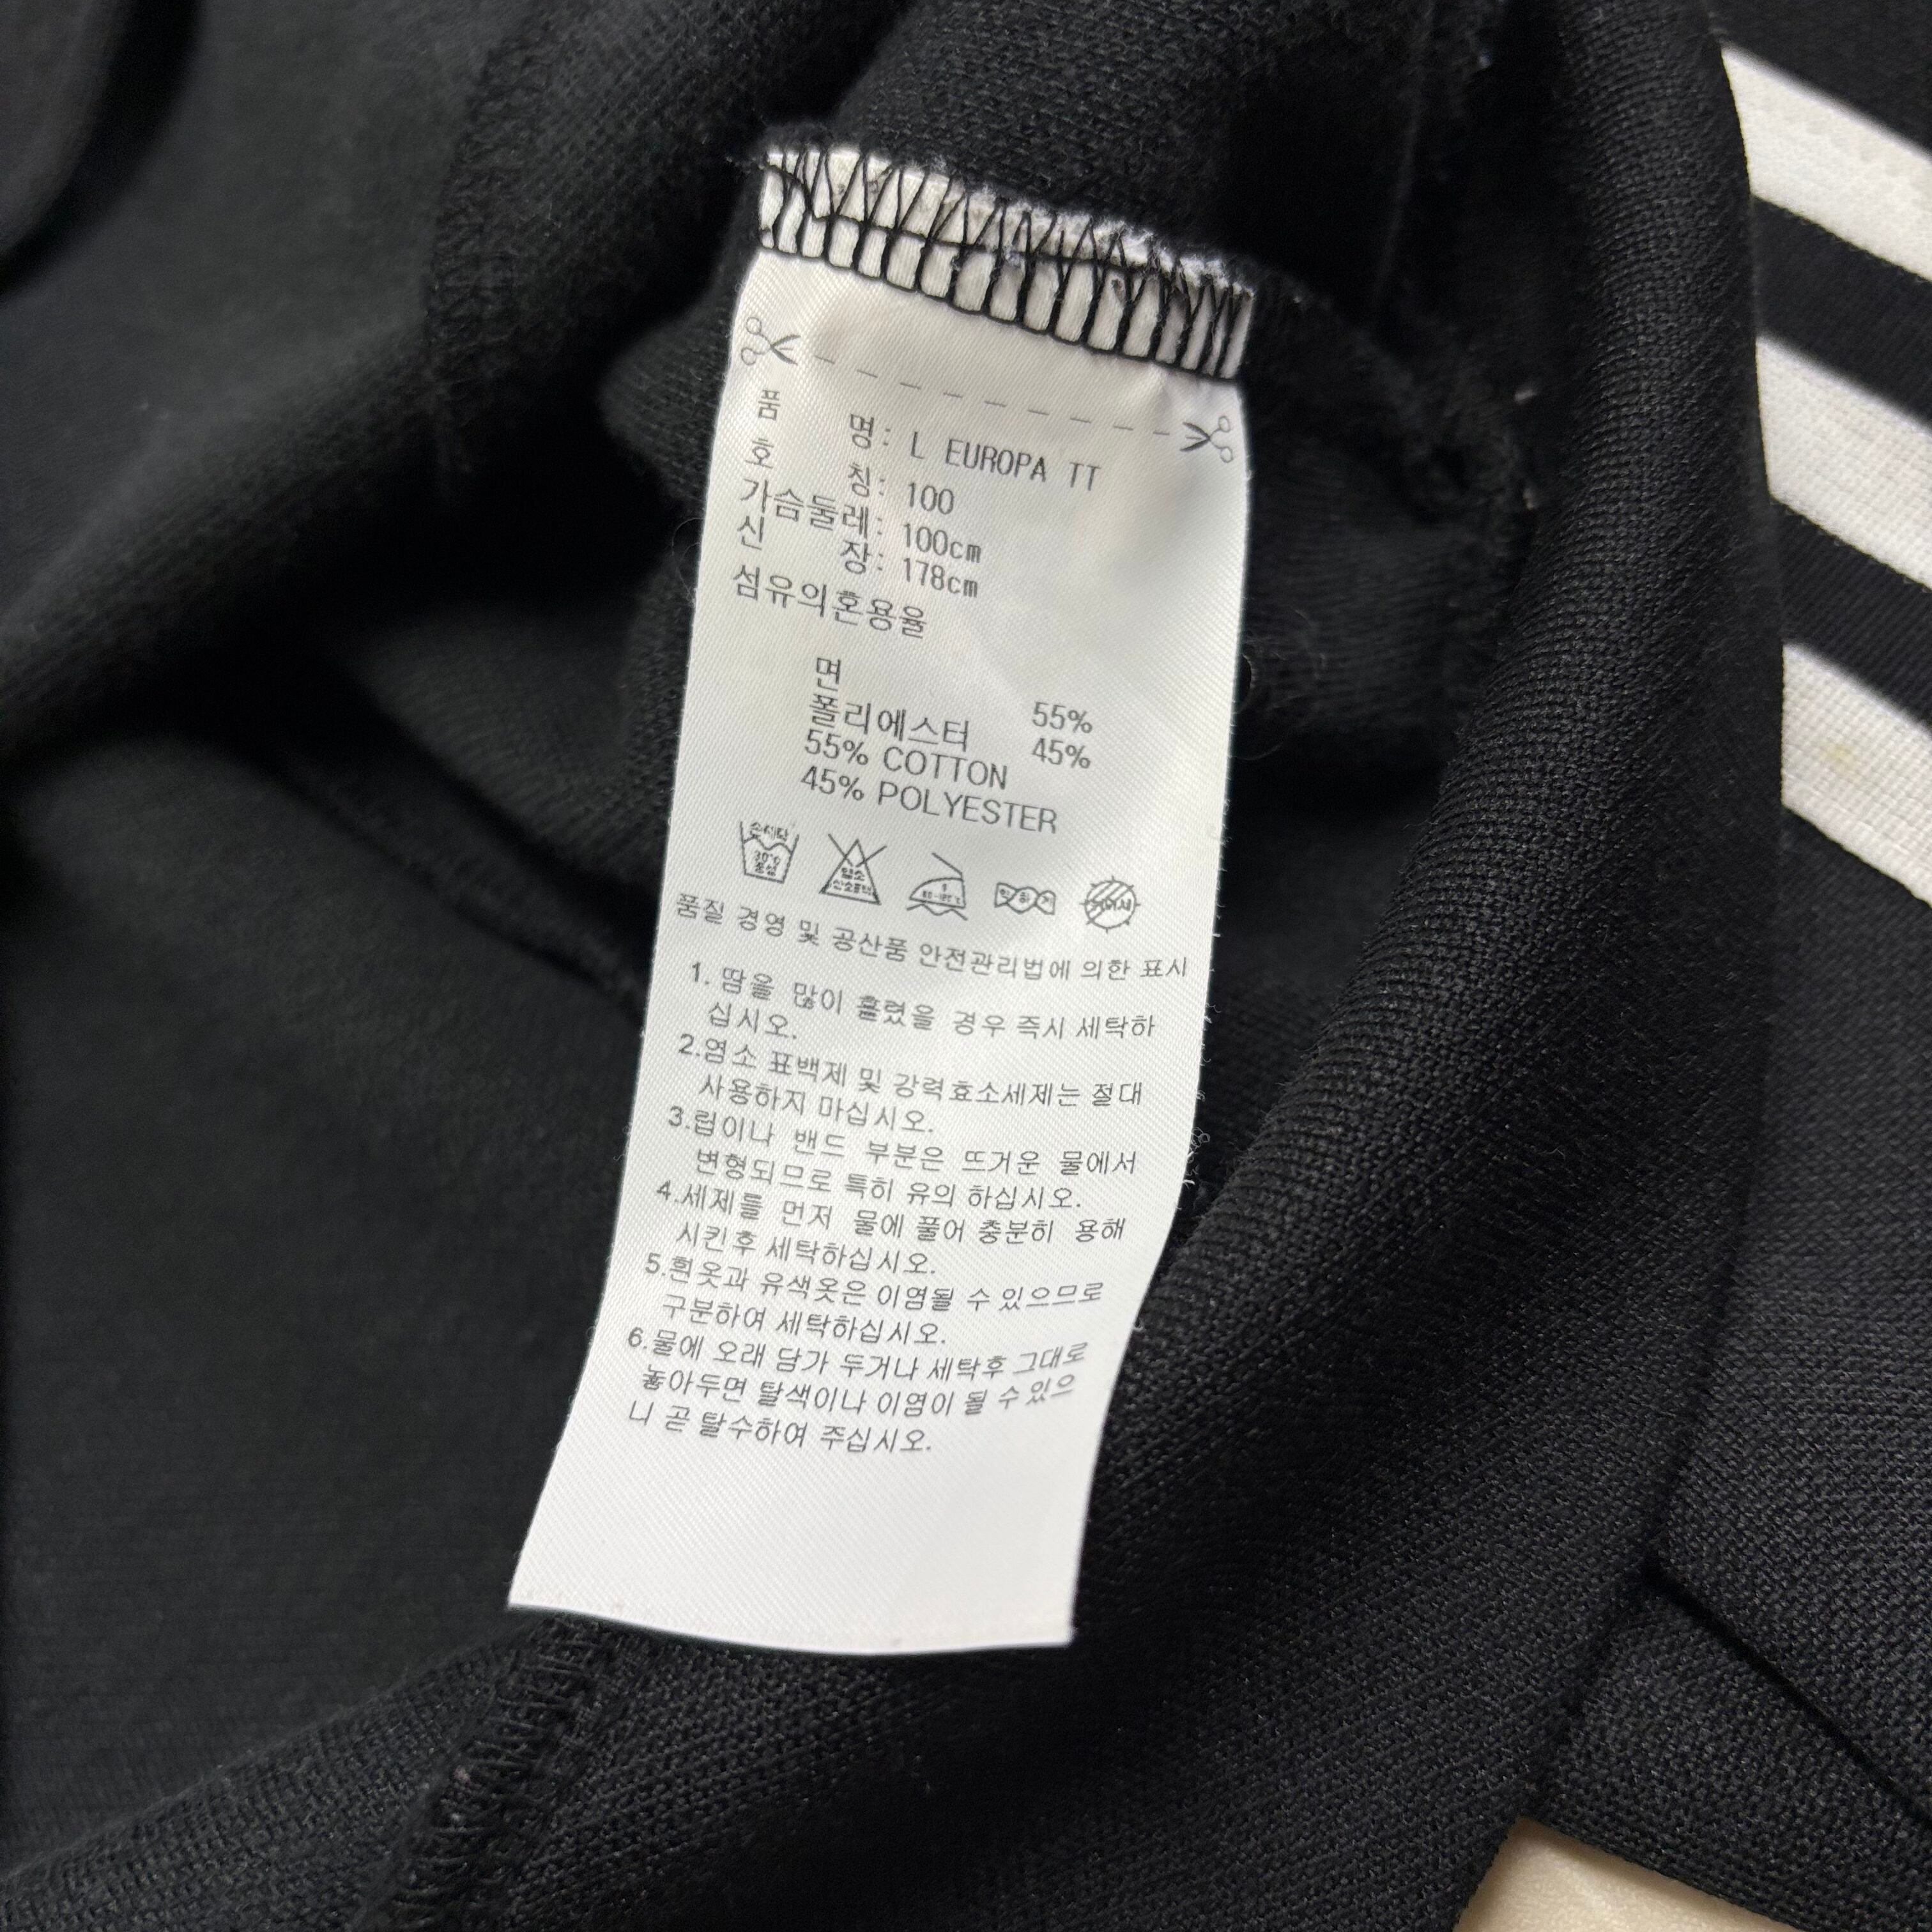 품 명: L EUROPA TT
호 칭: 100
가슴둘레: 100cm
신 장: 178cm
섬유의혼용율
면 55%
폴리에스터 45%
55% COTTON
45% POLYESTER
손세탁 30℃ 중성 염소 80-120℃
품질 경영 및 공산품 안전관리법에 의한 표시
1. 땀을 많이 흘렸을 경우 즉시 세탁하
십시오.
2.염소 표백제 및 강력효소세제는 절대
사용하지 마십시오.
3.립이나 밴드 부분은 뜨거운 물에서
변형되므로 특히 유의 하십시오.
4.세제를 먼저 물에 풀어 충분히 용해
시킨후 세탁하십시오.
5.흰옷과 유색옷은 이염될 수 있으므로
구분하여 세탁하십시오.
6.물에 오래 담가 두거나 세탁후 그대로
놓아두면 탈색이나 이염이 될 수 있으
니 곧 탈수하여 주십시오.